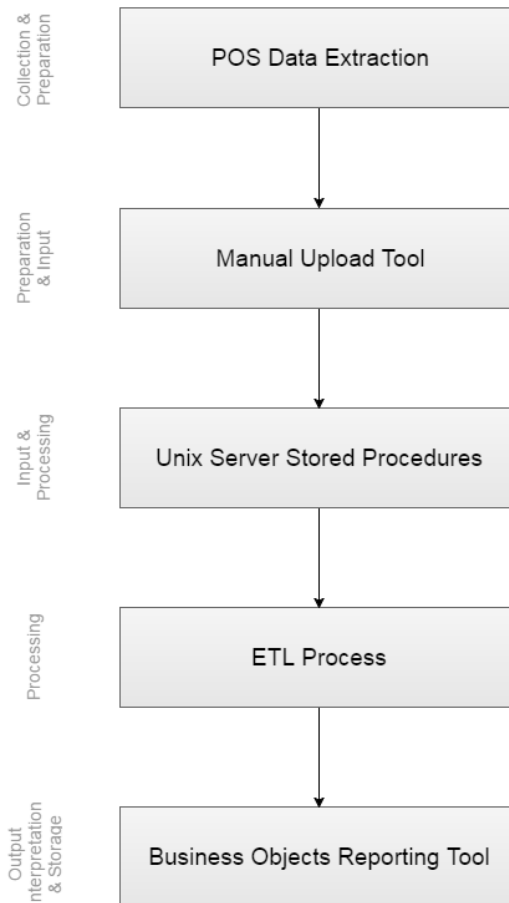 Collection &
Preparation
POS Data Extraction
Preparation
& Input
Manual Upload Tool
Input &
Processing
Unix Server Stored Procedures
Processing
ETL Process
Output
nterpretation
& Storage
Business Objects Reporting Tool